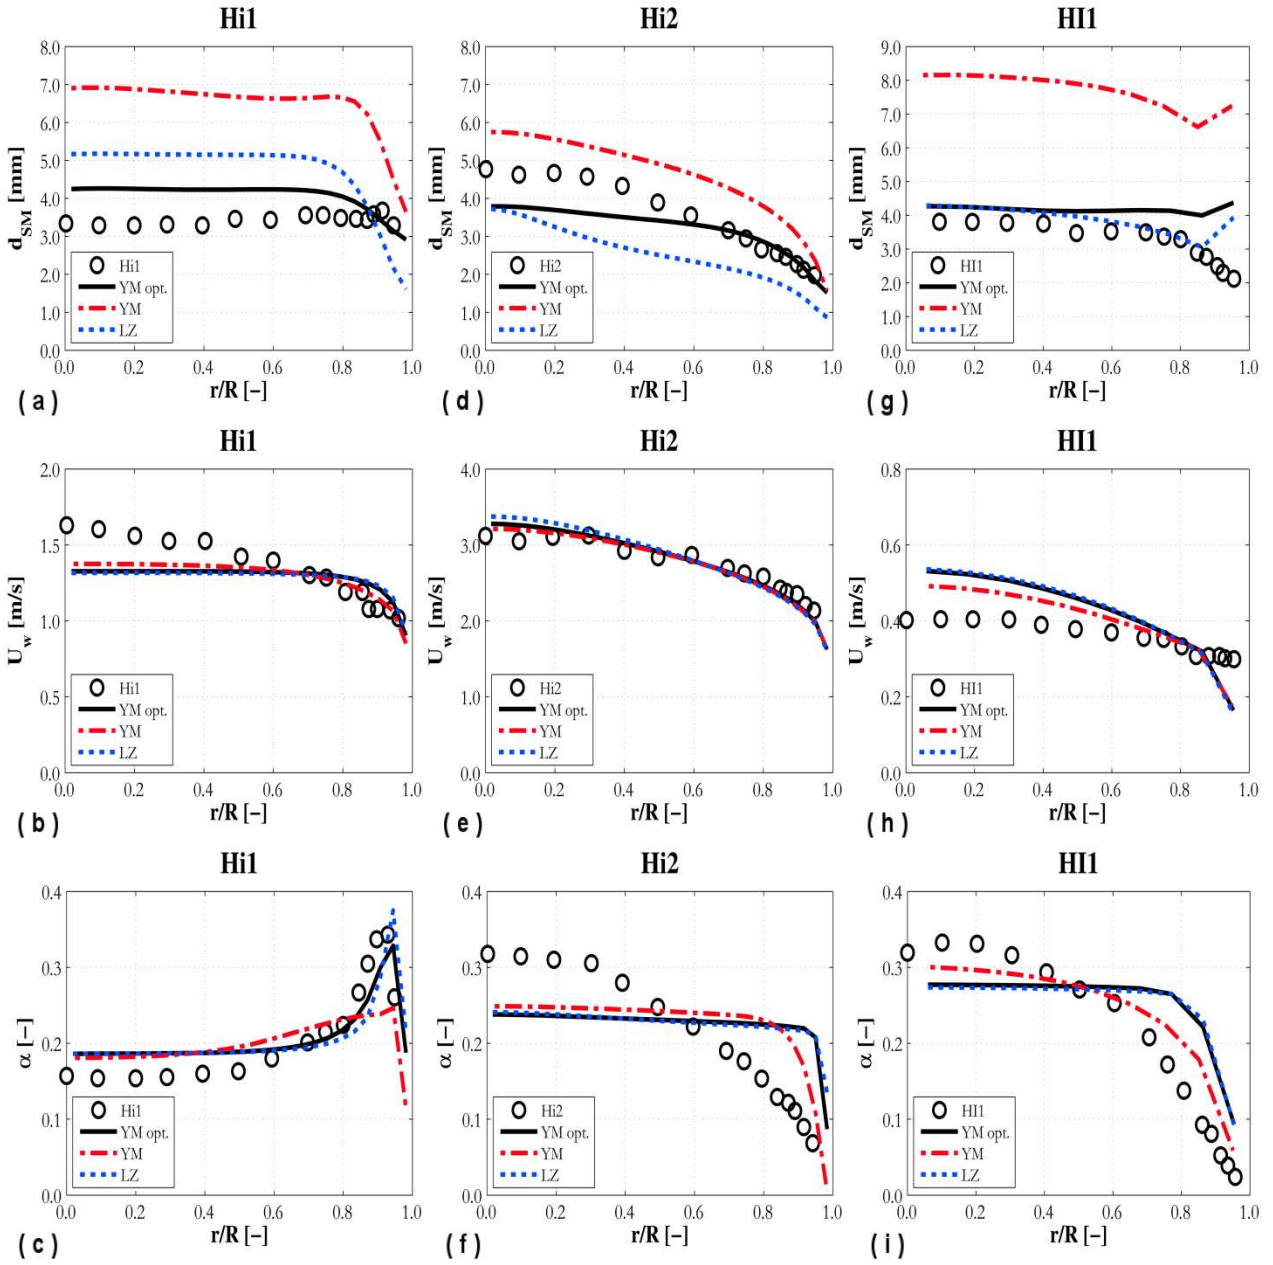 Hi1
Hi2
HI1
8.0
7.0
6.0
5.0
4.0
3.0
2.0
1.0
0.0
d_SM [mm]
Hi1
YM opt.
YM
LZ
0.0 0.2 0.4 0.6 0.8 1.0
r/R [–]
( a )
8.0
7.0
6.0
5.0
4.0
3.0
2.0
1.0
0.0
d_SM [mm]
Hi2
YM opt.
YM
LZ
0.0 0.2 0.4 0.6 0.8 1.0
r/R [–]
( d )
9.0
8.0
7.0
6.0
5.0
4.0
3.0
2.0
1.0
0.0
d_SM [mm]
HI1
YM opt.
YM
LZ
0.0 0.2 0.4 0.6 0.8 1.0
r/R [–]
( g )
Hi1
Hi2
HI1
2.0
1.5
1.0
0.5
0.0
U_w [m/s]
Hi1
YM opt.
YM
LZ
0.0 0.2 0.4 0.6 0.8 1.0
r/R [–]
( b )
4.0
3.0
2.0
1.0
0.0
U_w [m/s]
Hi2
YM opt.
YM
LZ
0.0 0.2 0.4 0.6 0.8 1.0
r/R [–]
( e )
0.8
0.6
0.4
0.2
0.0
U_w [m/s]
HI1
YM opt.
YM
LZ
0.0 0.2 0.4 0.6 0.8 1.0
r/R [–]
( h )
Hi1
Hi2
HI1
0.4
0.3
0.2
0.1
0.0
α [–]
Hi1
YM opt.
YM
LZ
0.0 0.2 0.4 0.6 0.8 1.0
r/R [–]
( c )
0.4
0.3
0.2
0.1
0.0
α [–]
Hi2
YM opt.
YM
LZ
0.0 0.2 0.4 0.6 0.8 1.0
r/R [–]
( f )
0.4
0.3
0.2
0.1
0.0
α [–]
HI1
YM opt.
YM
LZ
0.0 0.2 0.4 0.6 0.8 1.0
r/R [–]
( i )